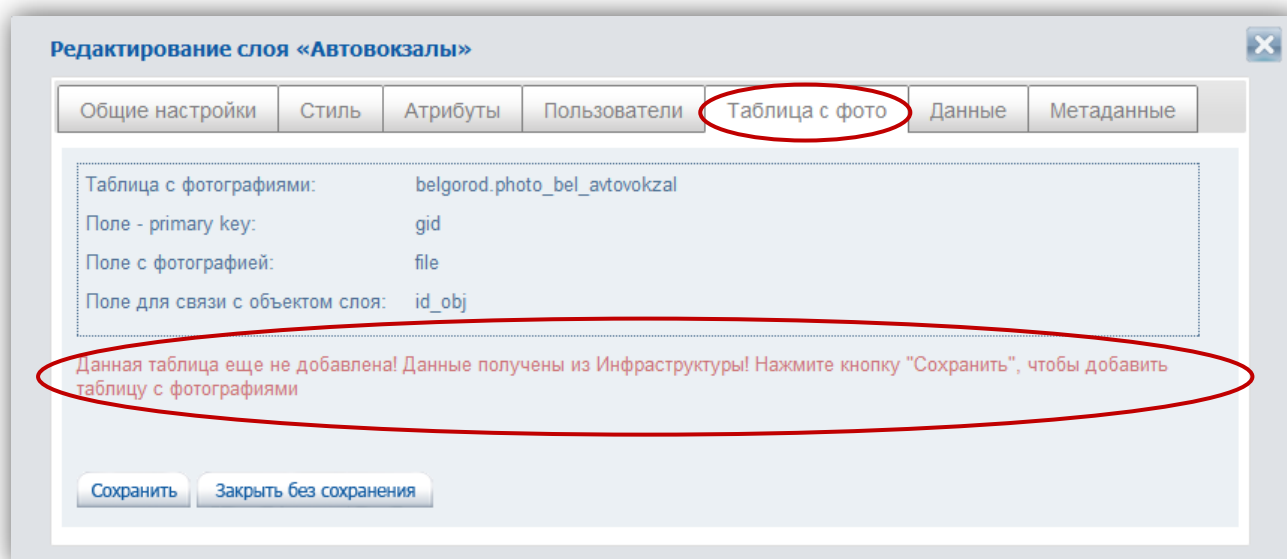 Редактирование слоя «Автовокзалы»
Общие настройки Стиль Атрибуты Пользователи Таблица с фото Данные Метаданные
Таблица с фотографиями: belgorod.photo_bel_avtovokzal
Поле - primary key: gid
Поле с фотографией: file
Поле для связи с объектом слоя: id_obj
Данная таблица еще не добавлена! Данные получены из Инфраструктуры! Нажмите кнопку "Сохранить", чтобы добавить
таблицу с фотографиями
Сохранить Закрыть без сохранения